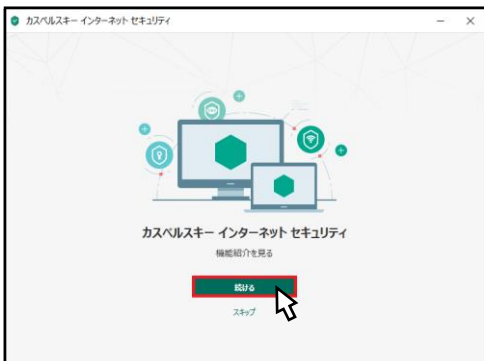 カスペルスキー インターネット セキュリティ
カスペルスキー インターネット セキュリティ
機能紹介を見る
続ける
スキップ